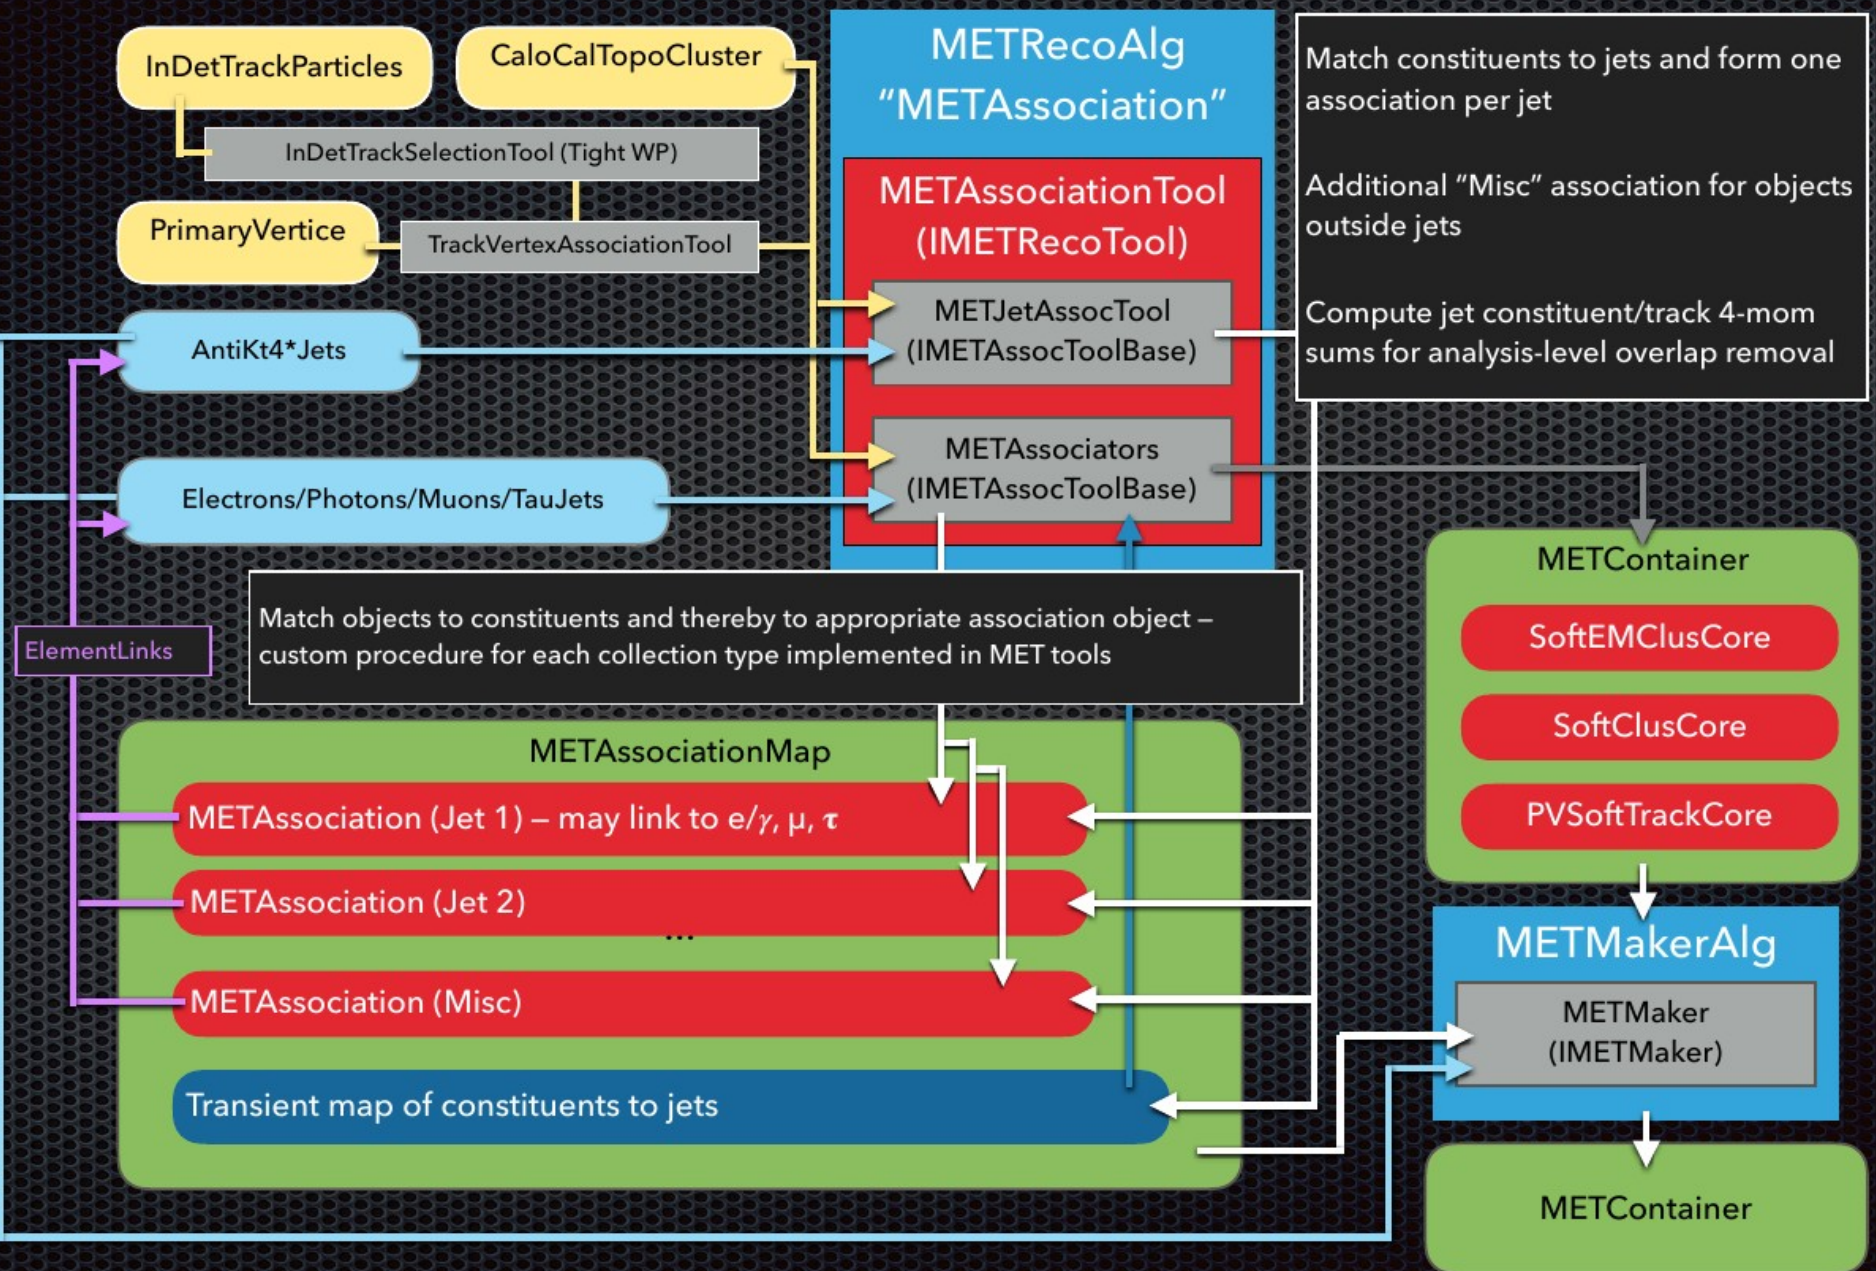 InDetTrackParticles
CaloCalTopoCluster
InDetTrackSelectionTool (Tight WP)
PrimaryVertice
TrackVertexAssociationTool
AntiKt4*Jets
Electrons/Photons/Muons/TauJets
METRecoAlg
“METAssociation”
METAssociationTool
(IMETRecoTool)
METJetAssocTool
(IMETAssocToolBase)
METAssociators
(IMETAssocToolBase)
Match constituents to jets and form one
association per jet
Additional “Misc” association for objects
outside jets
Compute jet constituent/track 4-mom
sums for analysis-level overlap removal
Match objects to constituents and thereby to appropriate association object –
custom procedure for each collection type implemented in MET tools
ElementLinks
METAssociationMap
METAssociation (Jet 1) – may link to e/γ, μ, τ
METAssociation (Jet 2)
...
METAssociation (Misc)
Transient map of constituents to jets
METContainer
SoftEMClusCore
SoftClusCore
PVSoftTrackCore
METMakerAlg
METMaker
(IMETMaker)
METContainer